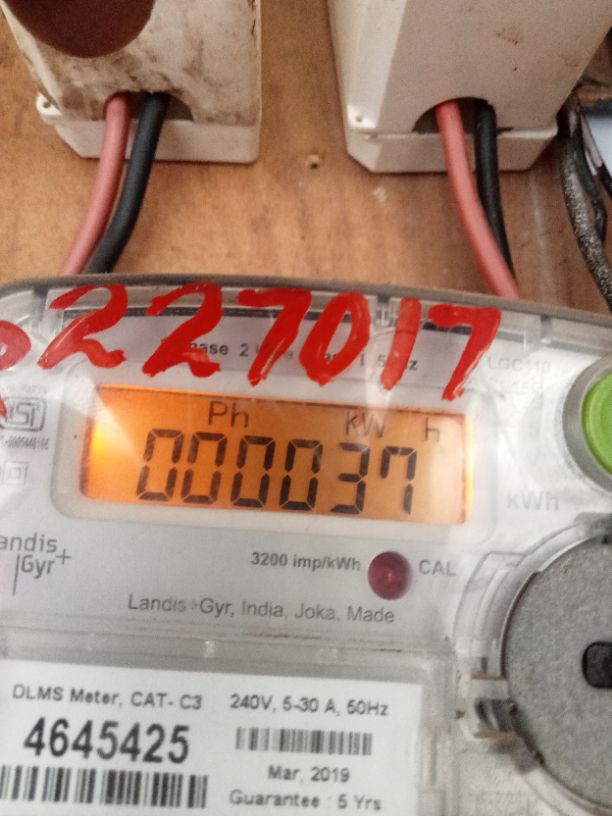 227017
Ph kW h
000037
kWh
andis
Gyr+
3200 imp/kWh CAL
Landis+Gyr, India, Joka, Made
DLMS Meter, CAT- C3 240V, 5-30 A, 50Hz
4645425
Mar, 2019
Guarantee : 5 Yrs